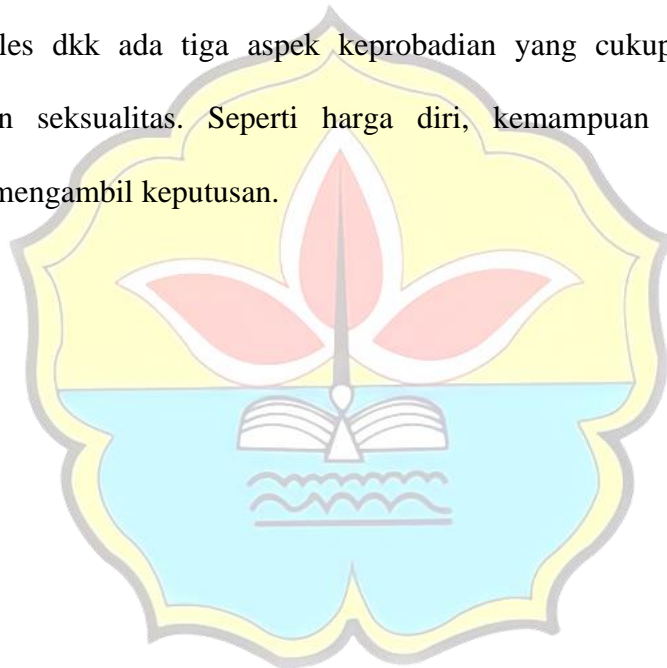 les dkk ada tiga aspek keprobadian yang cukup
n seksualitas. Seperti harga diri, kemampuan
mengambil keputusan.